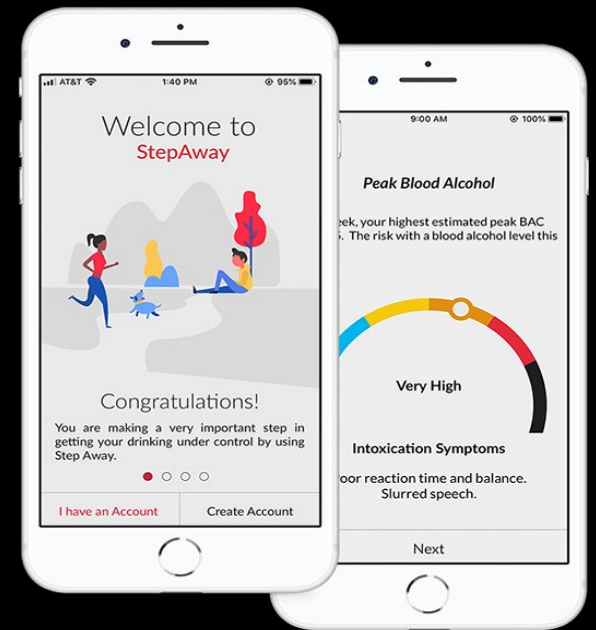 AT&T 1:40 PM 95%
Welcome to
StepAway
Congratulations!
You are making a very important step in
getting your drinking under control by using
Step Away.
I have an Account Create Account
9:00 AM 100%
Peak Blood Alcohol
your highest estimated peak BAC
The risk with a blood alcohol level this
Very High
Intoxication Symptoms
reaction time and balance.
Slurred speech.
Next